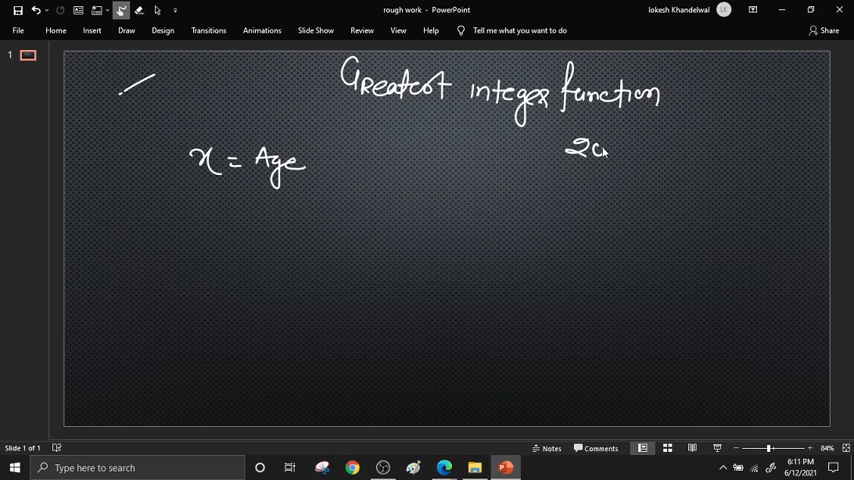 rough work - PowerPoint
lokesh Khandelwal
LK
File Home Insert Draw Design Transitions Animations Slide Show Review View Help Tell me what you want to do
Share
1
Greatest integer function
x = Age
Slide 1 of 1
Notes
Comments
84%
Type here to search
6:11 PM
6/12/2021